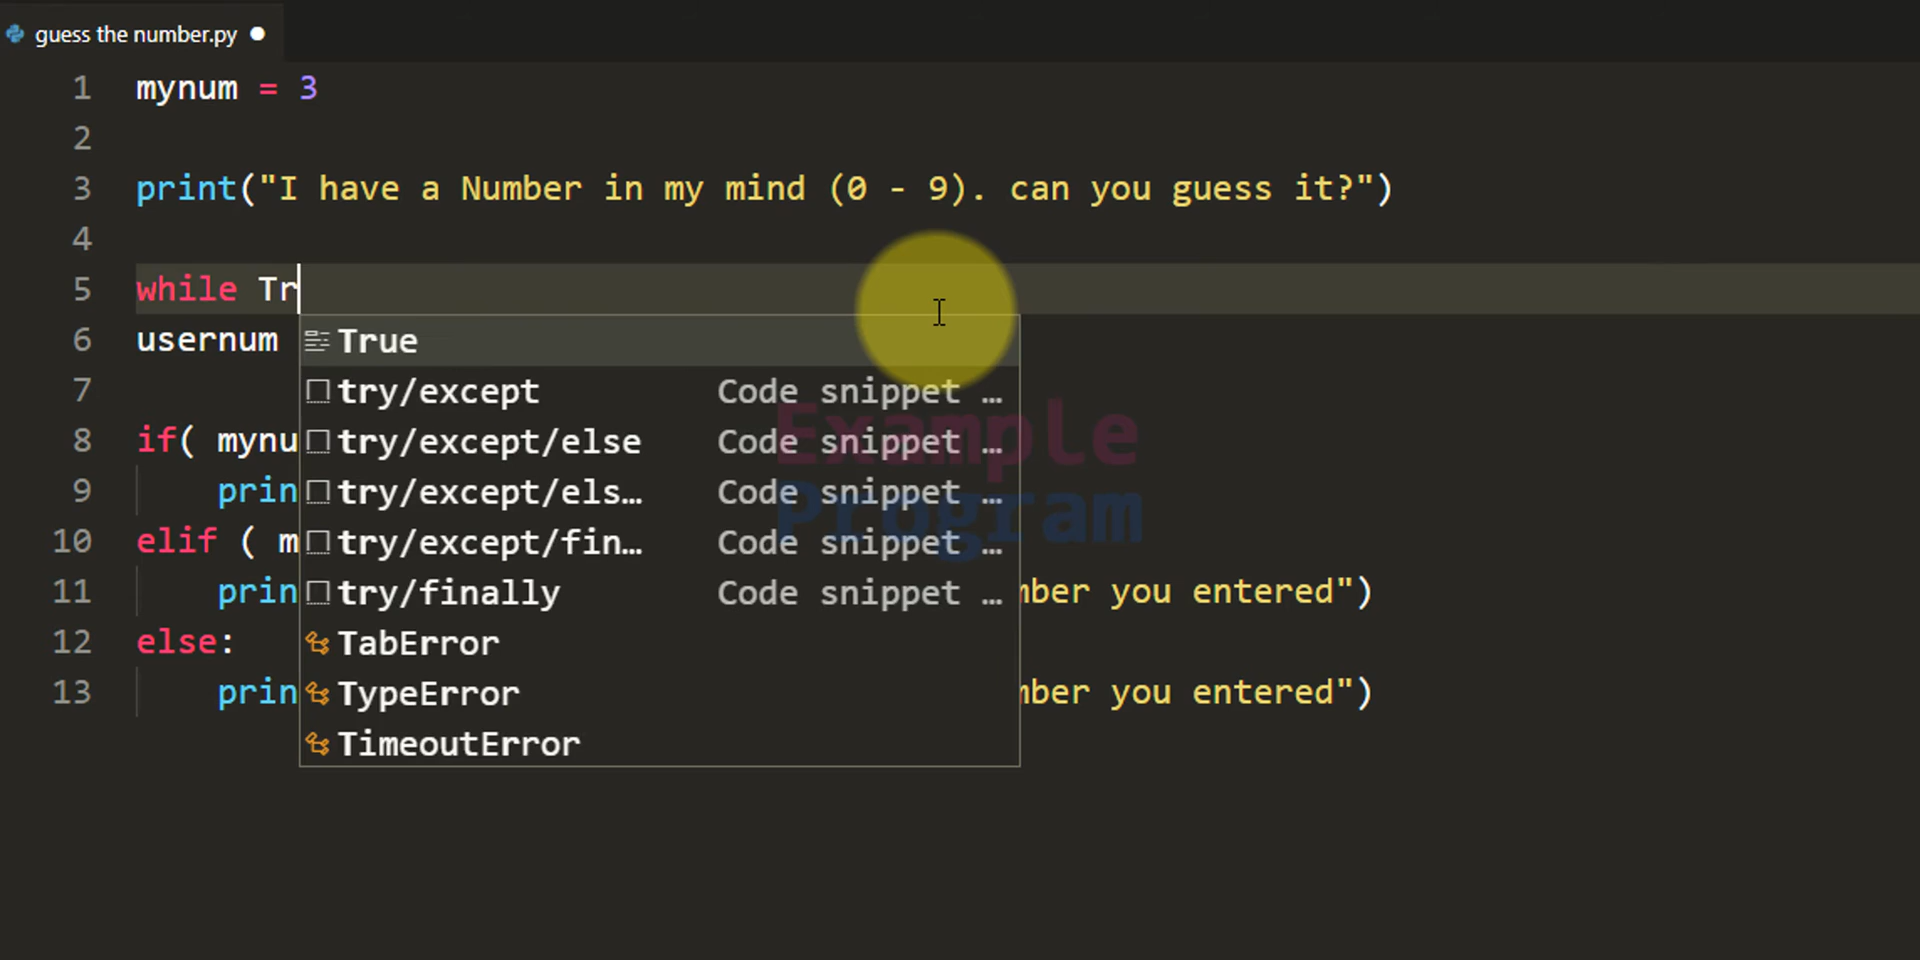 guess the number.py
1 mynum = 3
2
3 print("I have a Number in my mind (0 - 9). can you guess it?")
4
5 while Tr
6 usernum
True
7
try/except Code snippet …
8 if( mynu
try/except/else Code snippet …
9 prin
try/except/els… Code snippet …
10 elif ( m
try/except/fin… Code snippet …
11 prin
try/finally Code snippet …
mber you entered")
12 else:
TabError
13 prin
TypeError
mber you entered")
TimeoutError
Example
Program